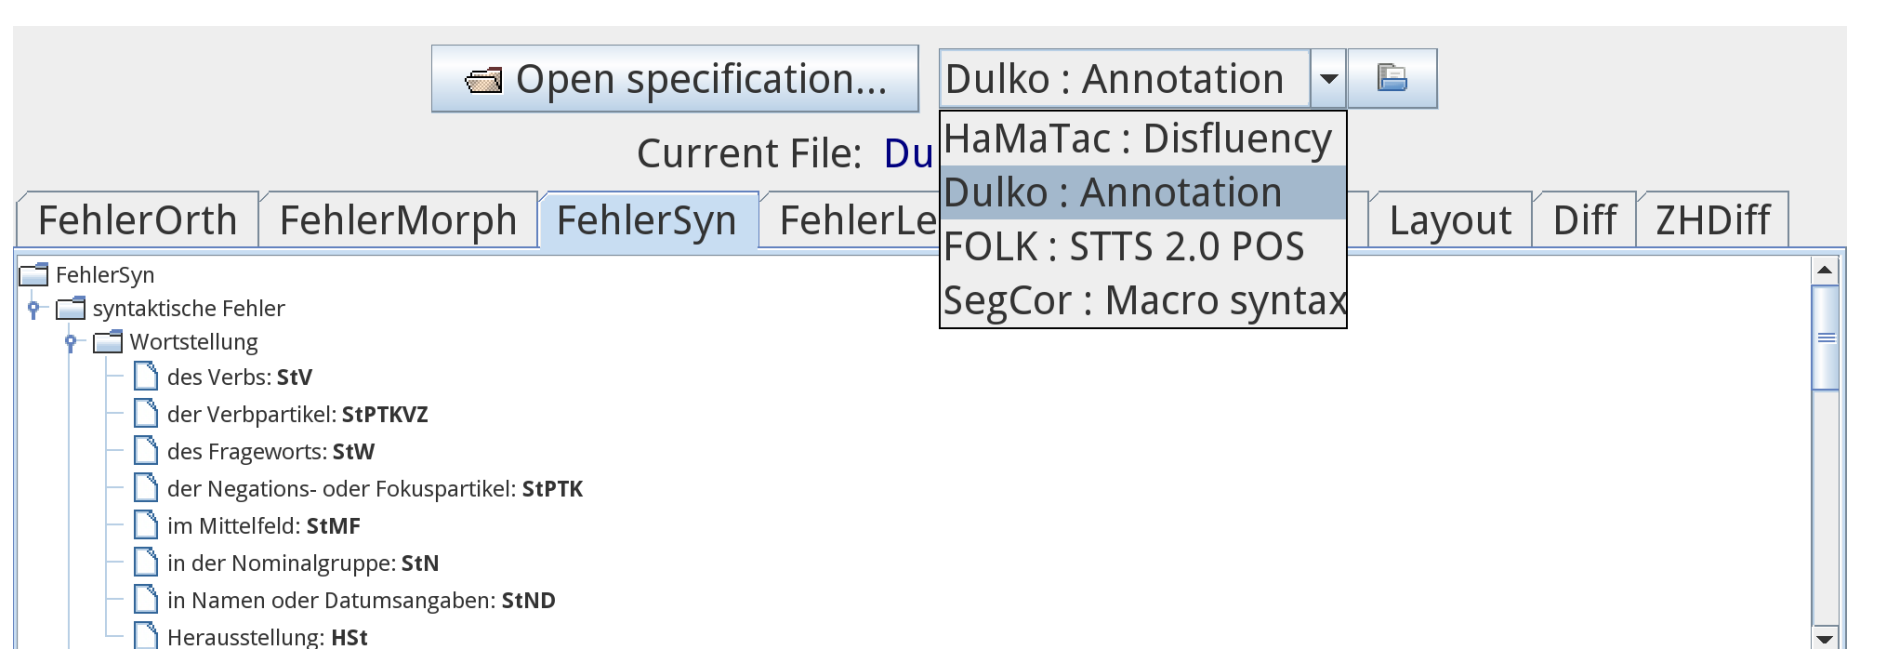 Open specification...
Dulko : Annotation
HaMaTac : Disfluency
Dulko : Annotation
FOLK : STTS 2.0 POS
SegCor : Macro syntax
Current File:
FehlerOrth
FehlerMorph
FehlerSyn
Layout
Diff
ZHDiff
FehlerSyn
syntaktische Fehler
Wortstellung
des Verbs: StV
der Verbpartikel: StPTKVZ
des Frageworts: StW
der Negations- oder Fokuspartikel: StPTK
im Mittelfeld: StMF
in der Nominalgruppe: StN
in Namen oder Datumsangaben: StND
Herausstellung: HSt